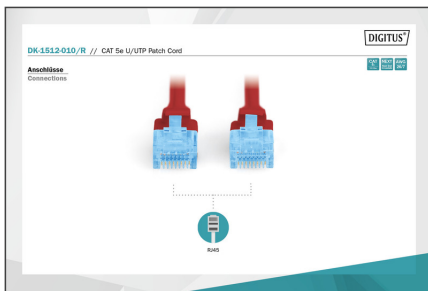 DIGITUS®
DK-1512-010/R // CAT 5e U/UTP Patch Cord
Anschlüsse
Connections
RJ45